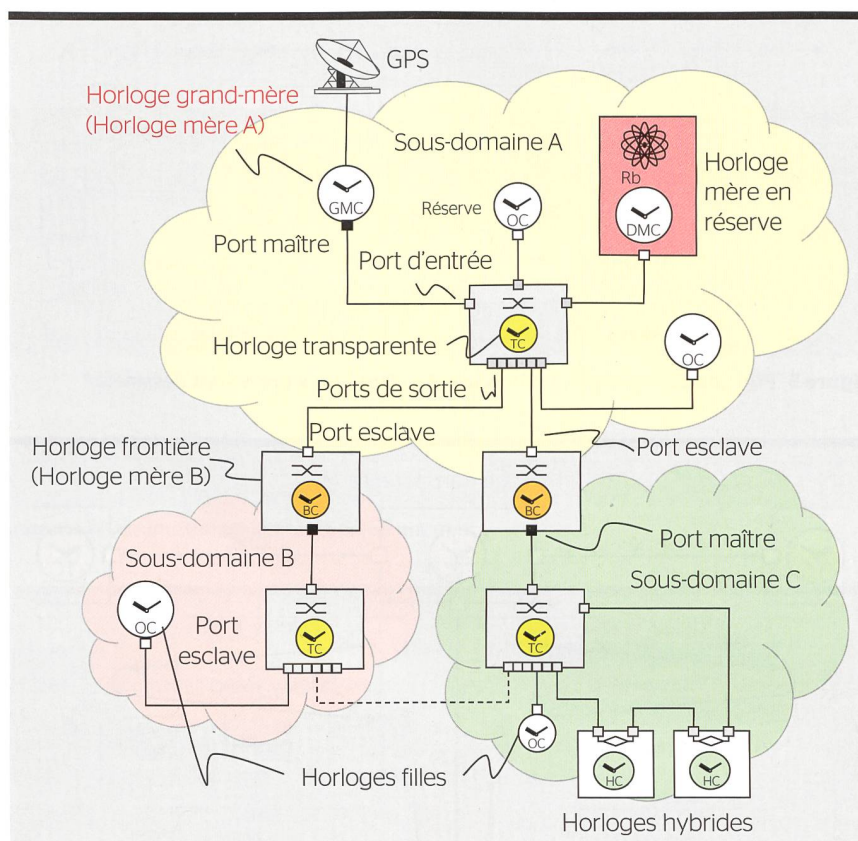 GPS
Horloge grand-mère
(Horloge mère A)
Sous-domaine A
Rb
Horloge
mère en
réserve
GMC
Réserve
OC
DMC
Port maître
Port d'entrée
TC
Horloge transparente
OC
Ports de sortie
Port esclave
Horloge frontière
(Horloge mère B)
Port esclave
BC
BC
Port maître
Sous-domaine B
Sous-domaine C
OC
Port
esclave
TC
TC
OC
Horloges filles
HC
HC
Horloges hybrides